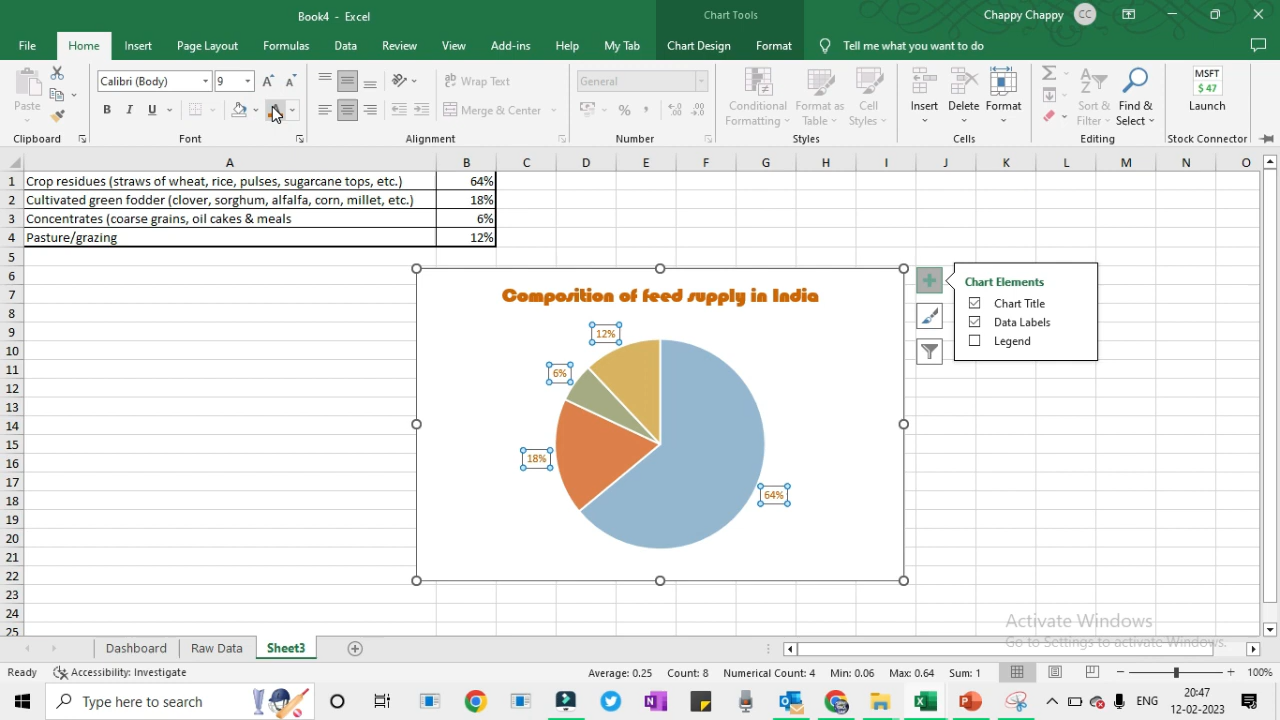 Book4 - Excel
Chart Tools
Chappy Chappy CC
File Home Insert Page Layout Formulas Data Review View Add-ins Help My Tab Chart Design Format Tell me what you want to do
Calibri (Body) 9 A A Wrap Text General MSFT
$ 47
Paste B I U A Merge & Center % , Conditional Format as Cell Insert Delete Format Sort & Find & Launch
Formatting Table Styles Filter Select
Clipboard Font Alignment Number Styles Cells Editing Stock Connector
A B C D E F G H I J K L M N O
1 Crop residues (straws of wheat, rice, pulses, sugarcane tops, etc.) 64%
2 Cultivated green fodder (clover, sorghum, alfalfa, corn, millet, etc.) 18%
3 Concentrates (coarse grains, oil cakes & meals 6%
4 Pasture/grazing 12%
5
6
7
8
9
10
11
12
13
14
15
16
17
18
19
20
21
22
23
24
25
Composition of feed supply in India
12%
6%
18%
64%
Chart Elements
Chart Title
Data Labels
Legend
Activate Windows
Go to Settings to activate Windows.
Dashboard Raw Data Sheet3
Ready Accessibility: Investigate Average: 0.25 Count: 8 Numerical Count: 4 Min: 0.06 Max: 0.64 Sum: 1 100%
Type here to search ENG 20:47
12-02-2023